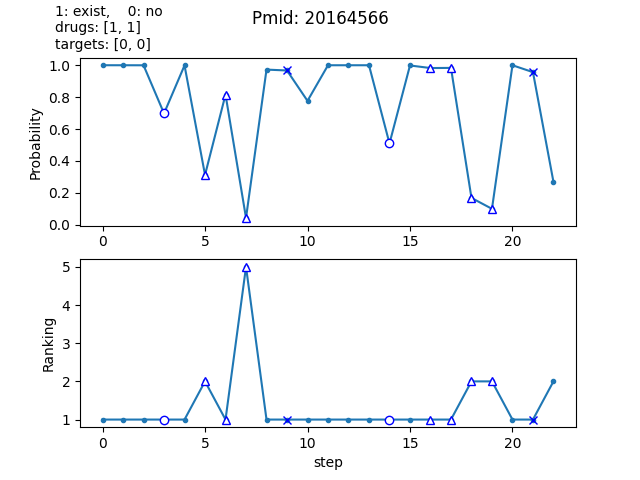 1: exist,    0: no
drugs: [1, 1]
targets: [0, 0]
Pmid: 20164566
Probability
1.0
0.8
0.6
0.4
0.2
0.0
0 5 10 15 20
Ranking
5
4
3
2
1
0 5 10 15 20
step